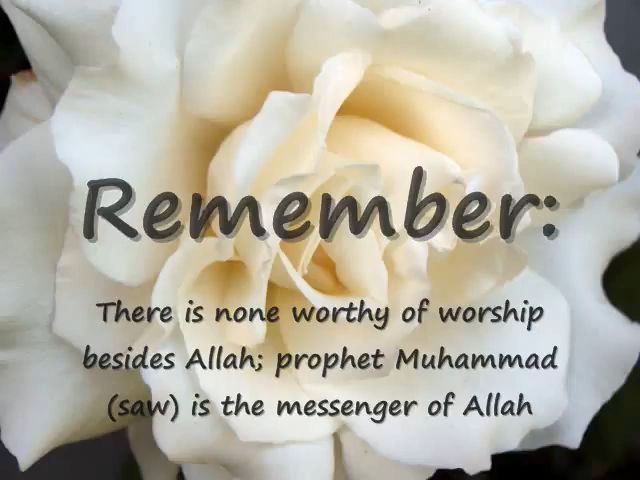 Remember:
There is none worthy of worship
besides Allah; prophet Muhammad
(saw) is the messenger of Allah